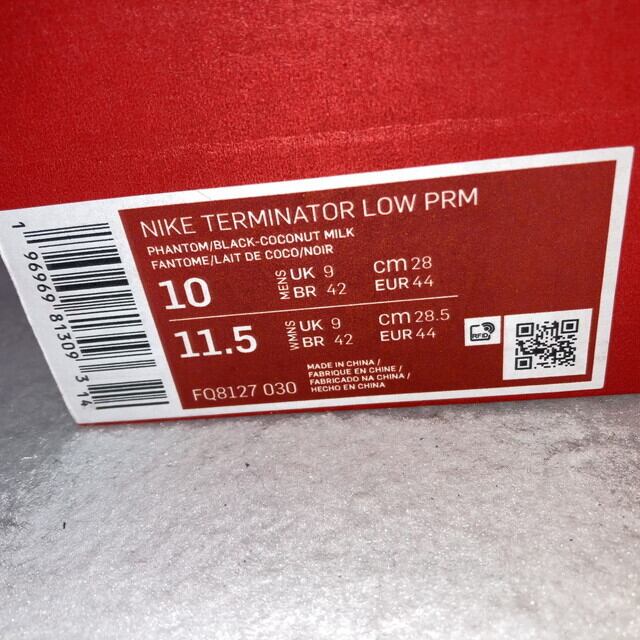 NIKE TERMINATOR LOW PRM
PHANTOM/BLACK-COCONUT MILK
FANTOME/LAIT DE COCO/NOIR
10 MENS UK 9 cm 28
BR 42 EUR 44
11.5 WMNS UK 9 cm 28.5
BR 42 EUR 44
FQ8127 030
MADE IN CHINA /
FABRIQUE EN CHINE /
FABRICADO NA CHINA /
HECHO EN CHINA
RFID
1 96969 81309 3 14